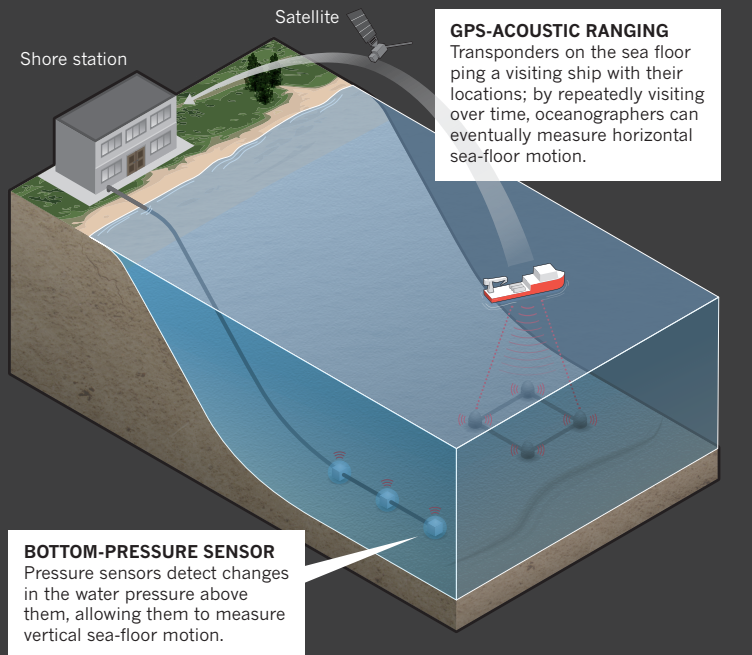 Satellite
Shore station
GPS-ACOUSTIC RANGING
Transponders on the sea floor
ping a visiting ship with their
locations; by repeatedly visiting
over time, oceanographers can
eventually measure horizontal
sea-floor motion.
BOTTOM-PRESSURE SENSOR
Pressure sensors detect changes
in the water pressure above
them, allowing them to measure
vertical sea-floor motion.